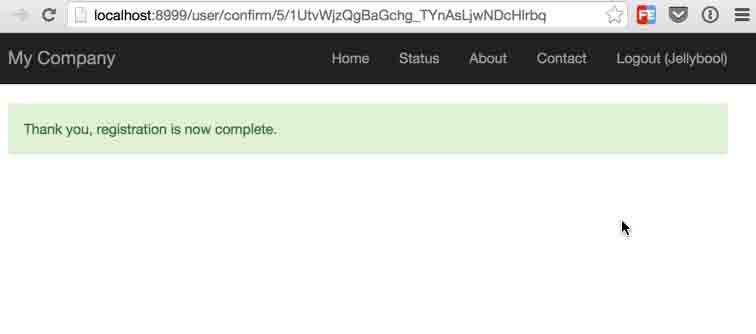 localhost:8999/user/confirm/5/1UtvWjzQgBaGchg_TYnAsLjwNDcHlrbq
FE
My Company Home Status About Contact Logout (Jellybool)
Thank you, registration is now complete.